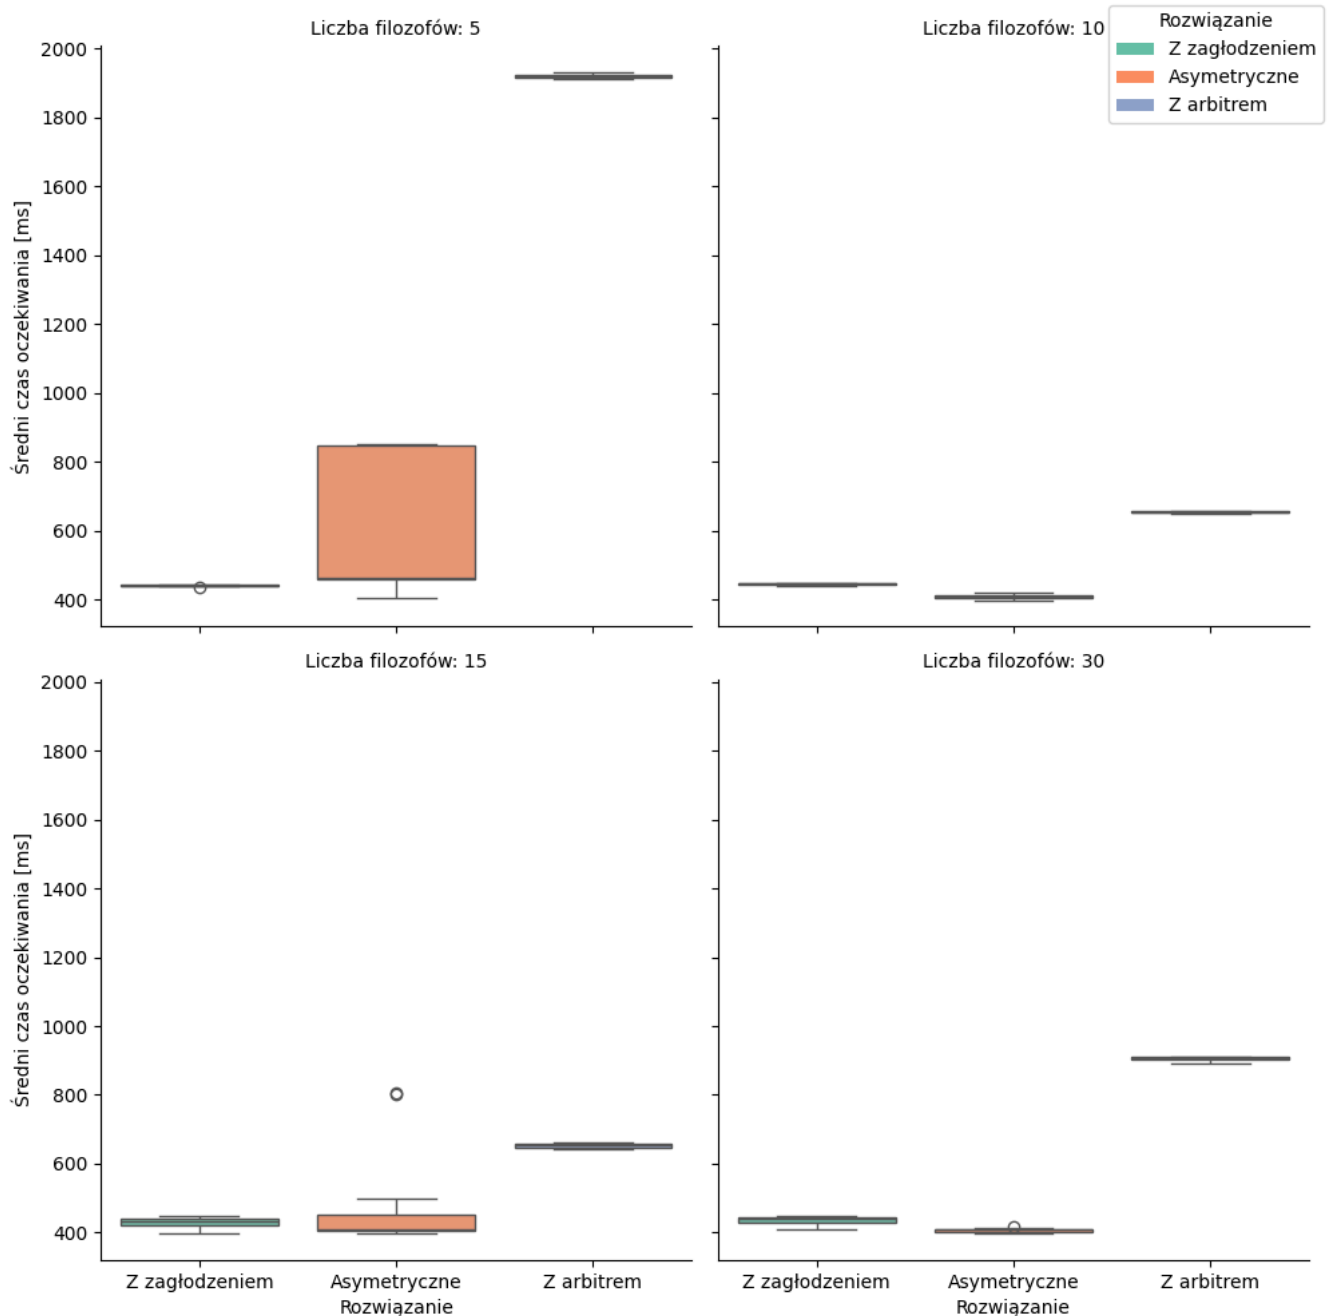 Liczba filozofów: 5
Liczba filozofów: 10
Rozwiązanie
Z zagłodzeniem
Asymetryczne
Z arbitrem
Średni czas oczekiwania [ms]
2000
1800
1600
1400
1200
1000
800
600
400
Liczba filozofów: 15
Liczba filozofów: 30
Średni czas oczekiwania [ms]
2000
1800
1600
1400
1200
1000
800
600
400
Z zagłodzeniem
Asymetryczne
Z arbitrem
Rozwiązanie
Z zagłodzeniem
Asymetryczne
Z arbitrem
Rozwiązanie